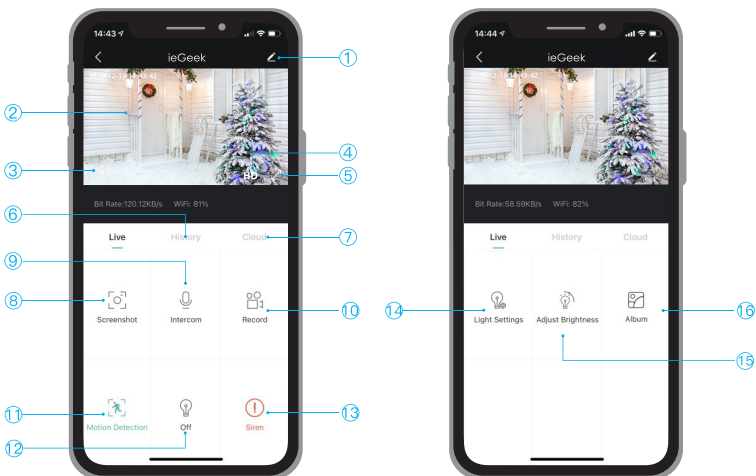 14:43
ieGeek
①
②
③
④
HD
⑤
Bit Rate:120.12KB/s WiFi: 81%
⑥
Live History Cloud
⑦
⑧
⑨
Screenshot Intercom Record
⑩
⑪
Motion Detection Off Siren
⑫
⑬
14:44
ieGeek
Bit Rate:58.59KB/s WiFi: 82%
Live History Cloud
⑭
Light Settings Adjust Brightness Album
⑯
⑮